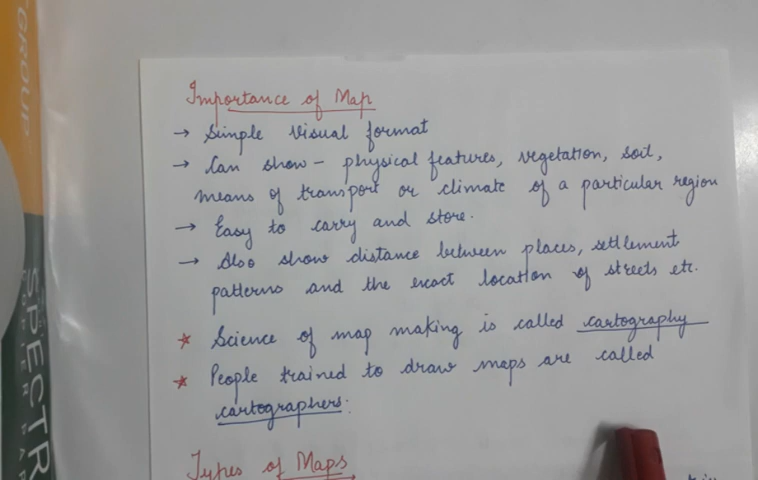 Importance of Map
→ Simple visual format
→ Can show - physical features, vegetation, soil,
means of transport or climate of a particular region
→ Easy to carry and store.
→ Also show distance between places, settlement
patterns and the exact location of streets etc.
* Science of map making is called cartography
* People trained to draw maps are called
cartographers.
Types of Maps
GROUP
SPECTR